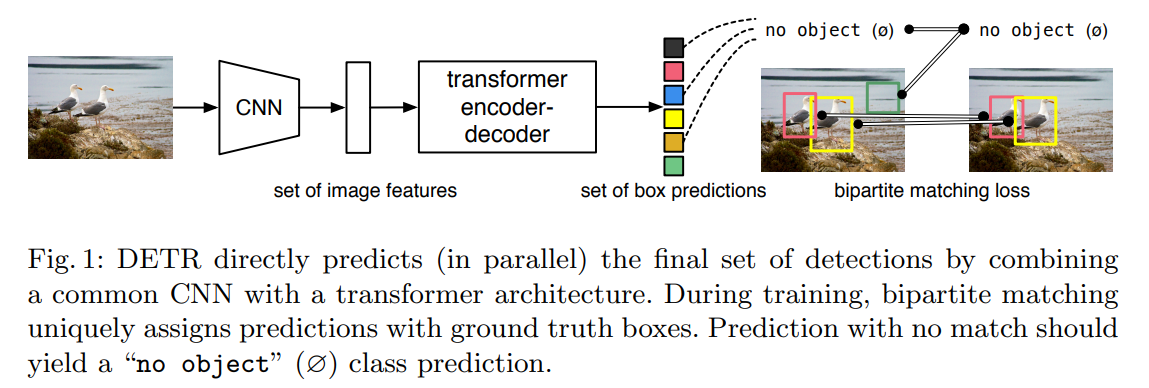 no object (ø) no object (ø)
CNN
transformer
encoder-
decoder
set of image features
set of box predictions
bipartite matching loss
Fig. 1: DETR directly predicts (in parallel) the final set of detections by combining
a common CNN with a transformer architecture. During training, bipartite matching
uniquely assigns predictions with ground truth boxes. Prediction with no match should
yield a “no object” (∅) class prediction.